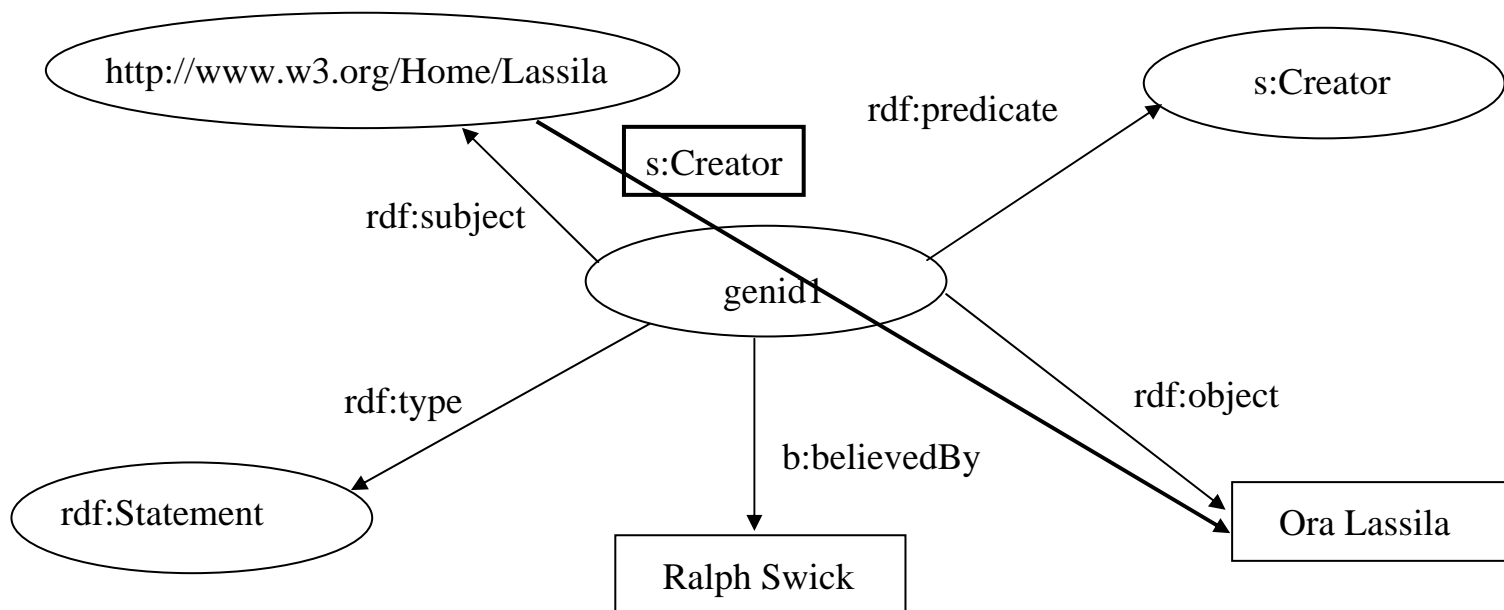 http://www.w3.org/Home/Lassila
s:Creator
rdf:predicate
s:Creator
rdf:subject
genid1
rdf:type
rdf:object
b:believedBy
rdf:Statement
Ora Lassila
Ralph Swick